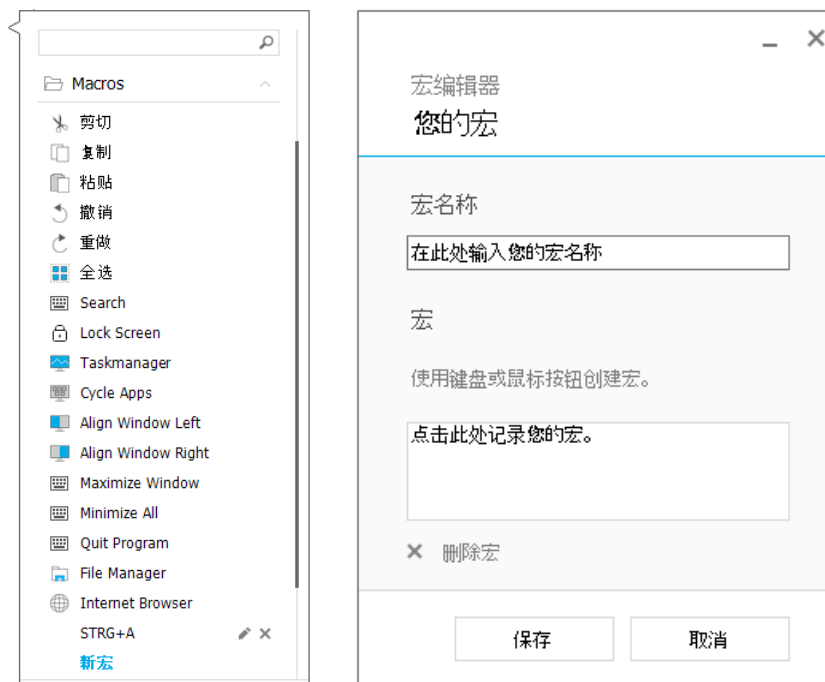 Macros
剪切
复制
粘贴
撤销
重做
全选
Search
Lock Screen
Taskmanager
Cycle Apps
Align Window Left
Align Window Right
Maximize Window
Minimize All
Quit Program
File Manager
Internet Browser
STRG+A
新宏
宏编辑器
您的宏
宏名称
在此处输入您的宏名称
宏
使用键盘或鼠标按钮创建宏。
点击此处记录您的宏。
删除宏
保存
取消